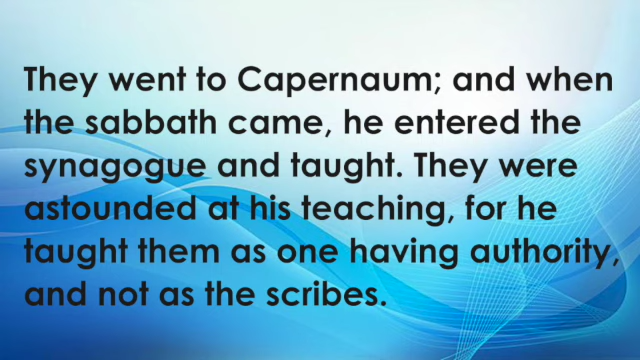 They went to Capernaum; and when
the sabbath came, he entered the
synagogue and taught. They were
astounded at his teaching, for he
taught them as one having authority,
and not as the scribes.